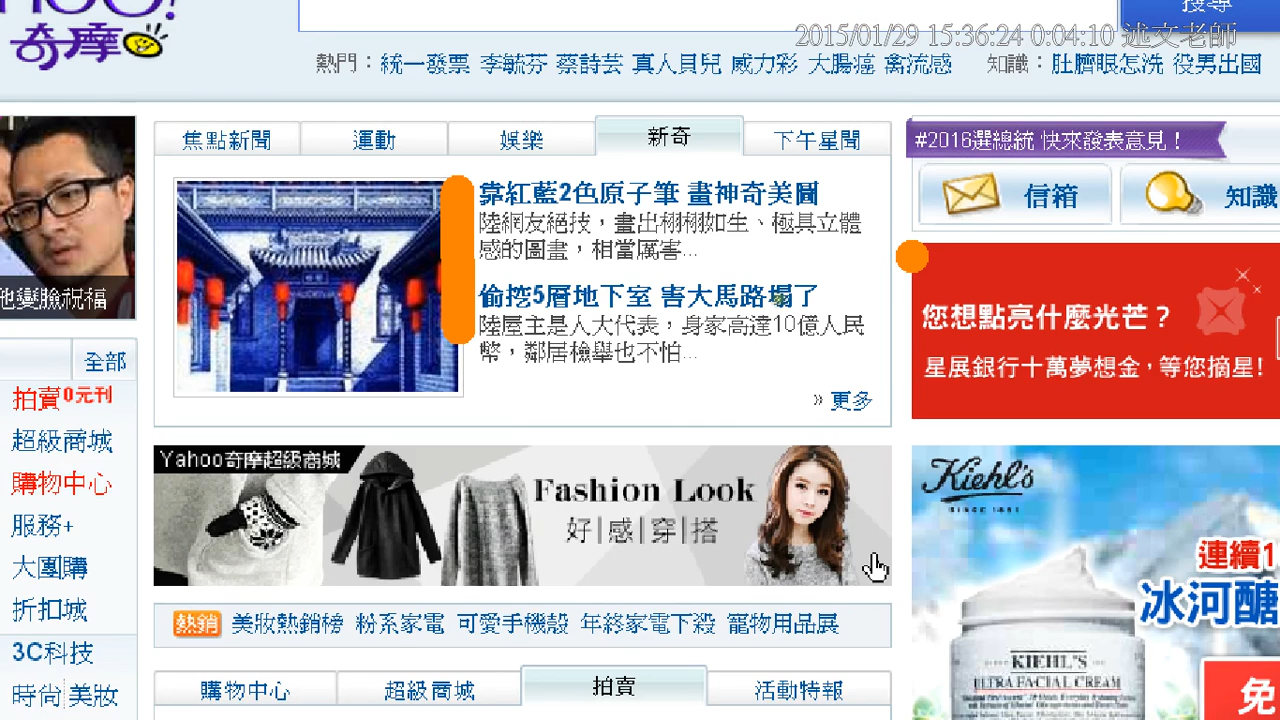 YAHOO!
奇摩
搜尋
2015/01/29 15:36:24 0:04:10 述文老師
熱門：統一發票 李毓芬 蔡詩芸 真人貝兒 威力彩 大腸癌 禽流感
知識：肚臍眼怎洗 役男出國
焦點新聞
運動
娛樂
新奇
下午星聞
靠紅藍2色原子筆 畫神奇美圖
陸網友絕技，畫出栩栩如生、極具立體
感的圖畫，相當厲害...
偷挖5層地下室 害大馬路塌了
陸屋主是人大代表，身家高達10億人民
幣，鄰居檢舉也不怕...
» 更多
#2016選總統 快來發表意見！
信箱
知識
您想點亮什麼光芒？
星展銀行十萬夢想金，等您摘星!
他變臉祝福
全部
拍賣0元刊
超級商城
購物中心
服務+
大團購
折扣城
3C科技
時尚 美妝
Yahoo奇摩超級商城
Fashion Look
好|感|穿|搭
熱銷 美妝熱銷榜 粉系家電 可愛手機殼 年終家電下殺 寵物用品展
購物中心
超級商城
拍賣
活動特報
Kiehl's
SINCE 1851
連續1
冰河醣
KIEHL'S
ULTRA FACIAL CREAM
免